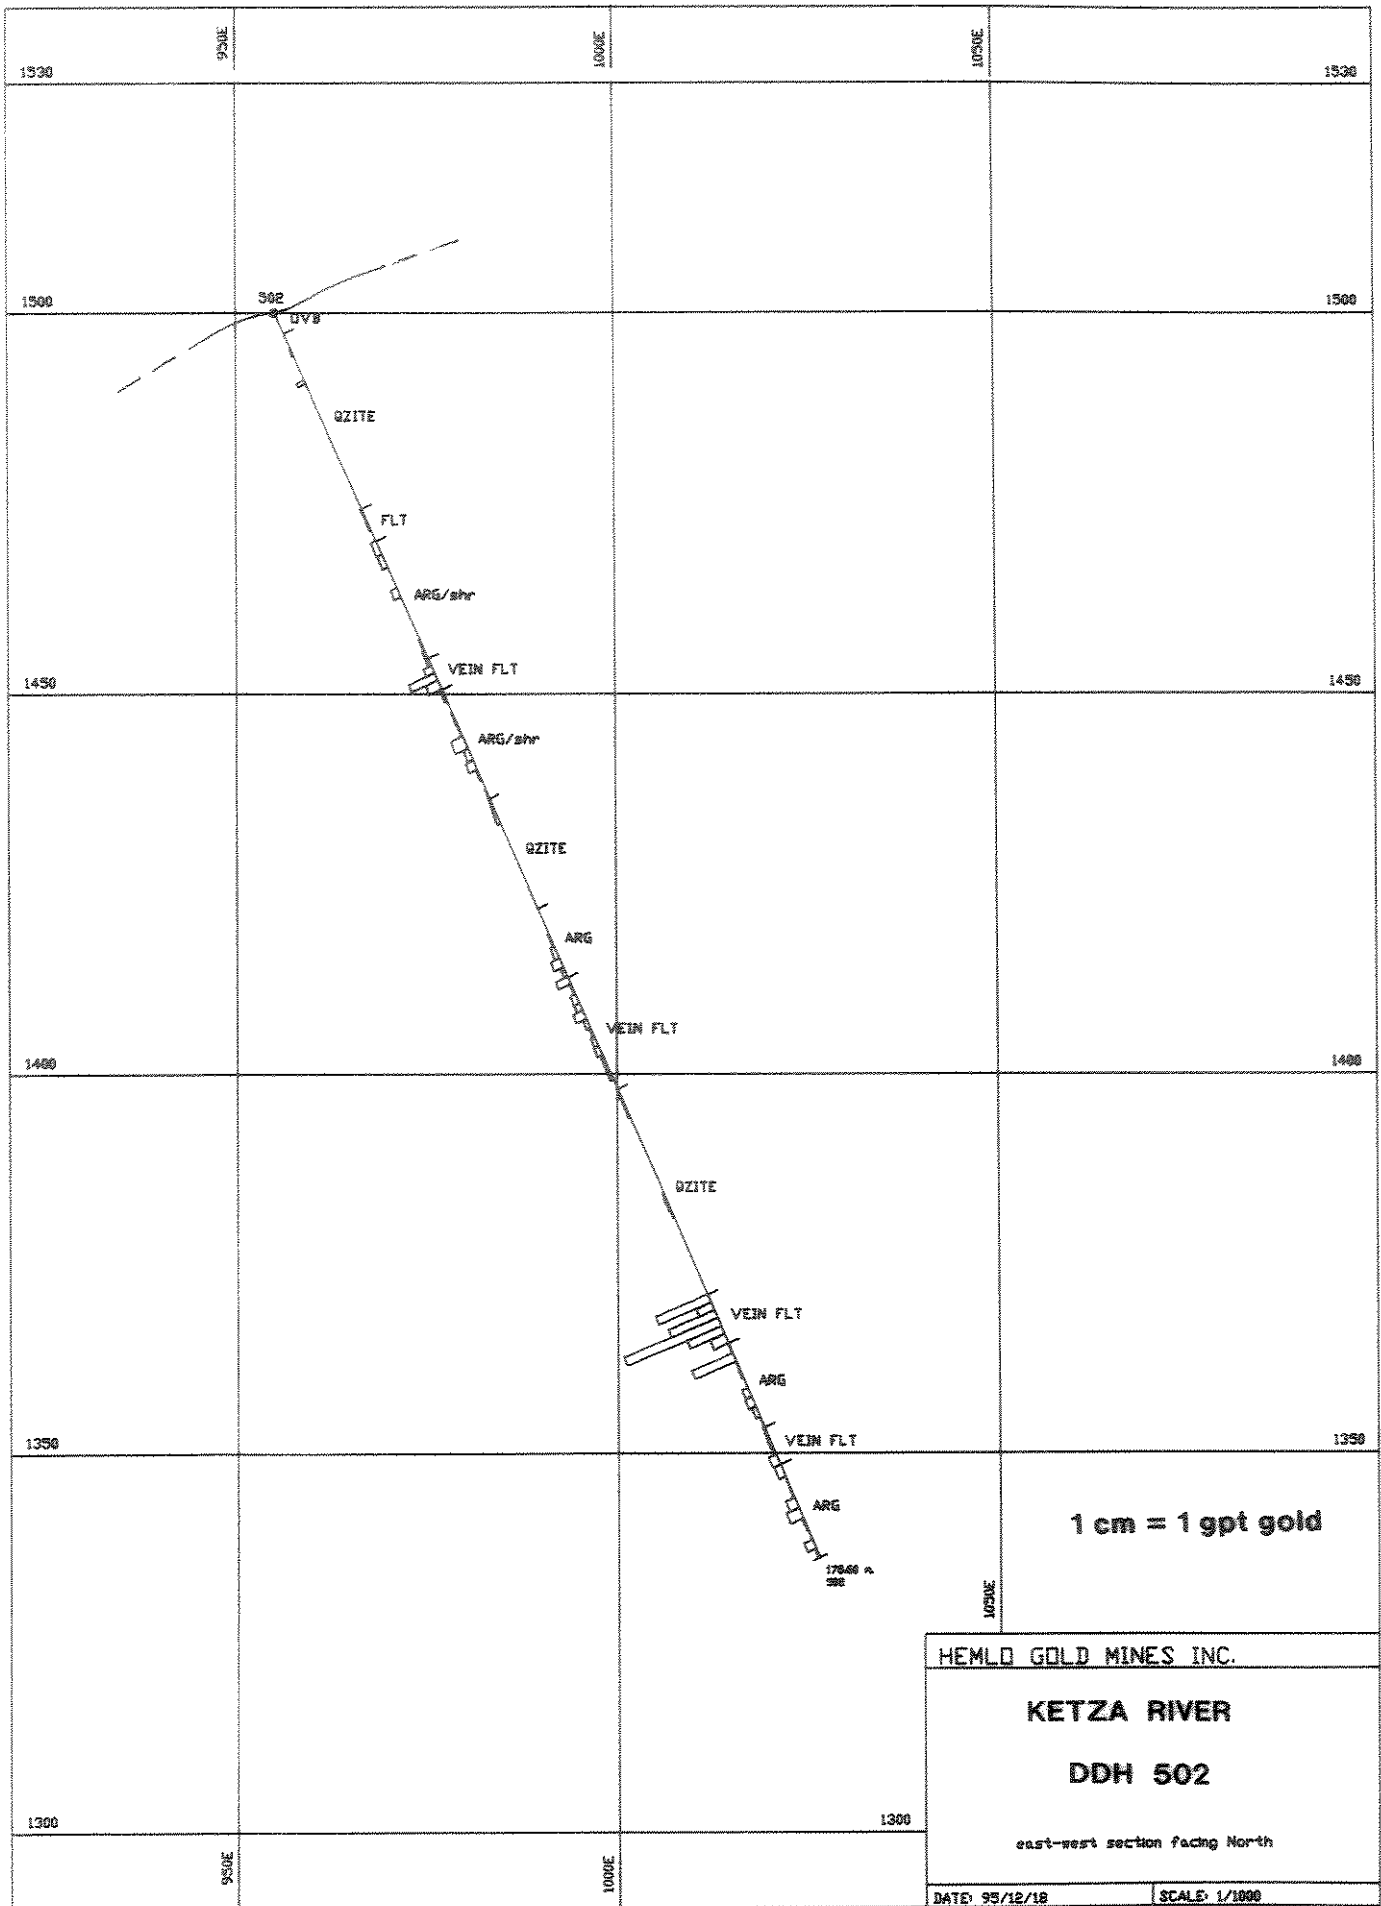 950E
1000E
1050E
1530
1530
502
1500
1500
OVB
QZITE
FLT
ARG/shr
VEIN FLT
1450
1450
ARG/shr
QZITE
ARG
VEIN FLT
1400
1400
QZITE
VEIN FLT
ARG
VEIN FLT
1350
1350
ARG
1 cm = 1 gpt gold
502
1050E
HEMLO GOLD MINES INC.
KETZA RIVER
DDH 502
1300
1300
east-west section facing North
950E
1000E
DATE: 95/12/18
SCALE: 1/1000